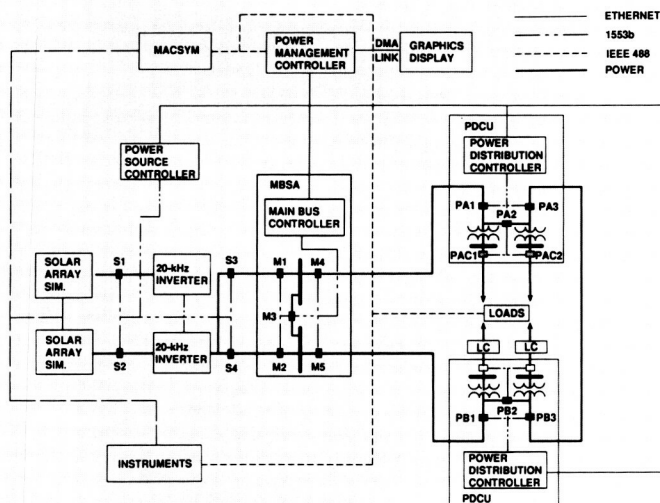 ETHERNET
1553b
IEEE 488
POWER
MACSYM
POWER
MANAGEMENT
CONTROLLER
DMA
LINK
GRAPHICS
DISPLAY
POWER
SOURCE
CONTROLLER
MBSA
MAIN BUS
CONTROLLER
PDCU
POWER
DISTRIBUTION
CONTROLLER
PA1
PA2
PA3
PAC1
PAC2
SOLAR
ARRAY
SIM.
S1
20-kHz
INVERTER
S3
M1
M4
M3
LOADS
SOLAR
ARRAY
SIM.
S2
20-kHz
INVERTER
S4
M2
M5
LC
LC
PB1
PB2
PB3
INSTRUMENTS
POWER
DISTRIBUTION
CONTROLLER
PDCU